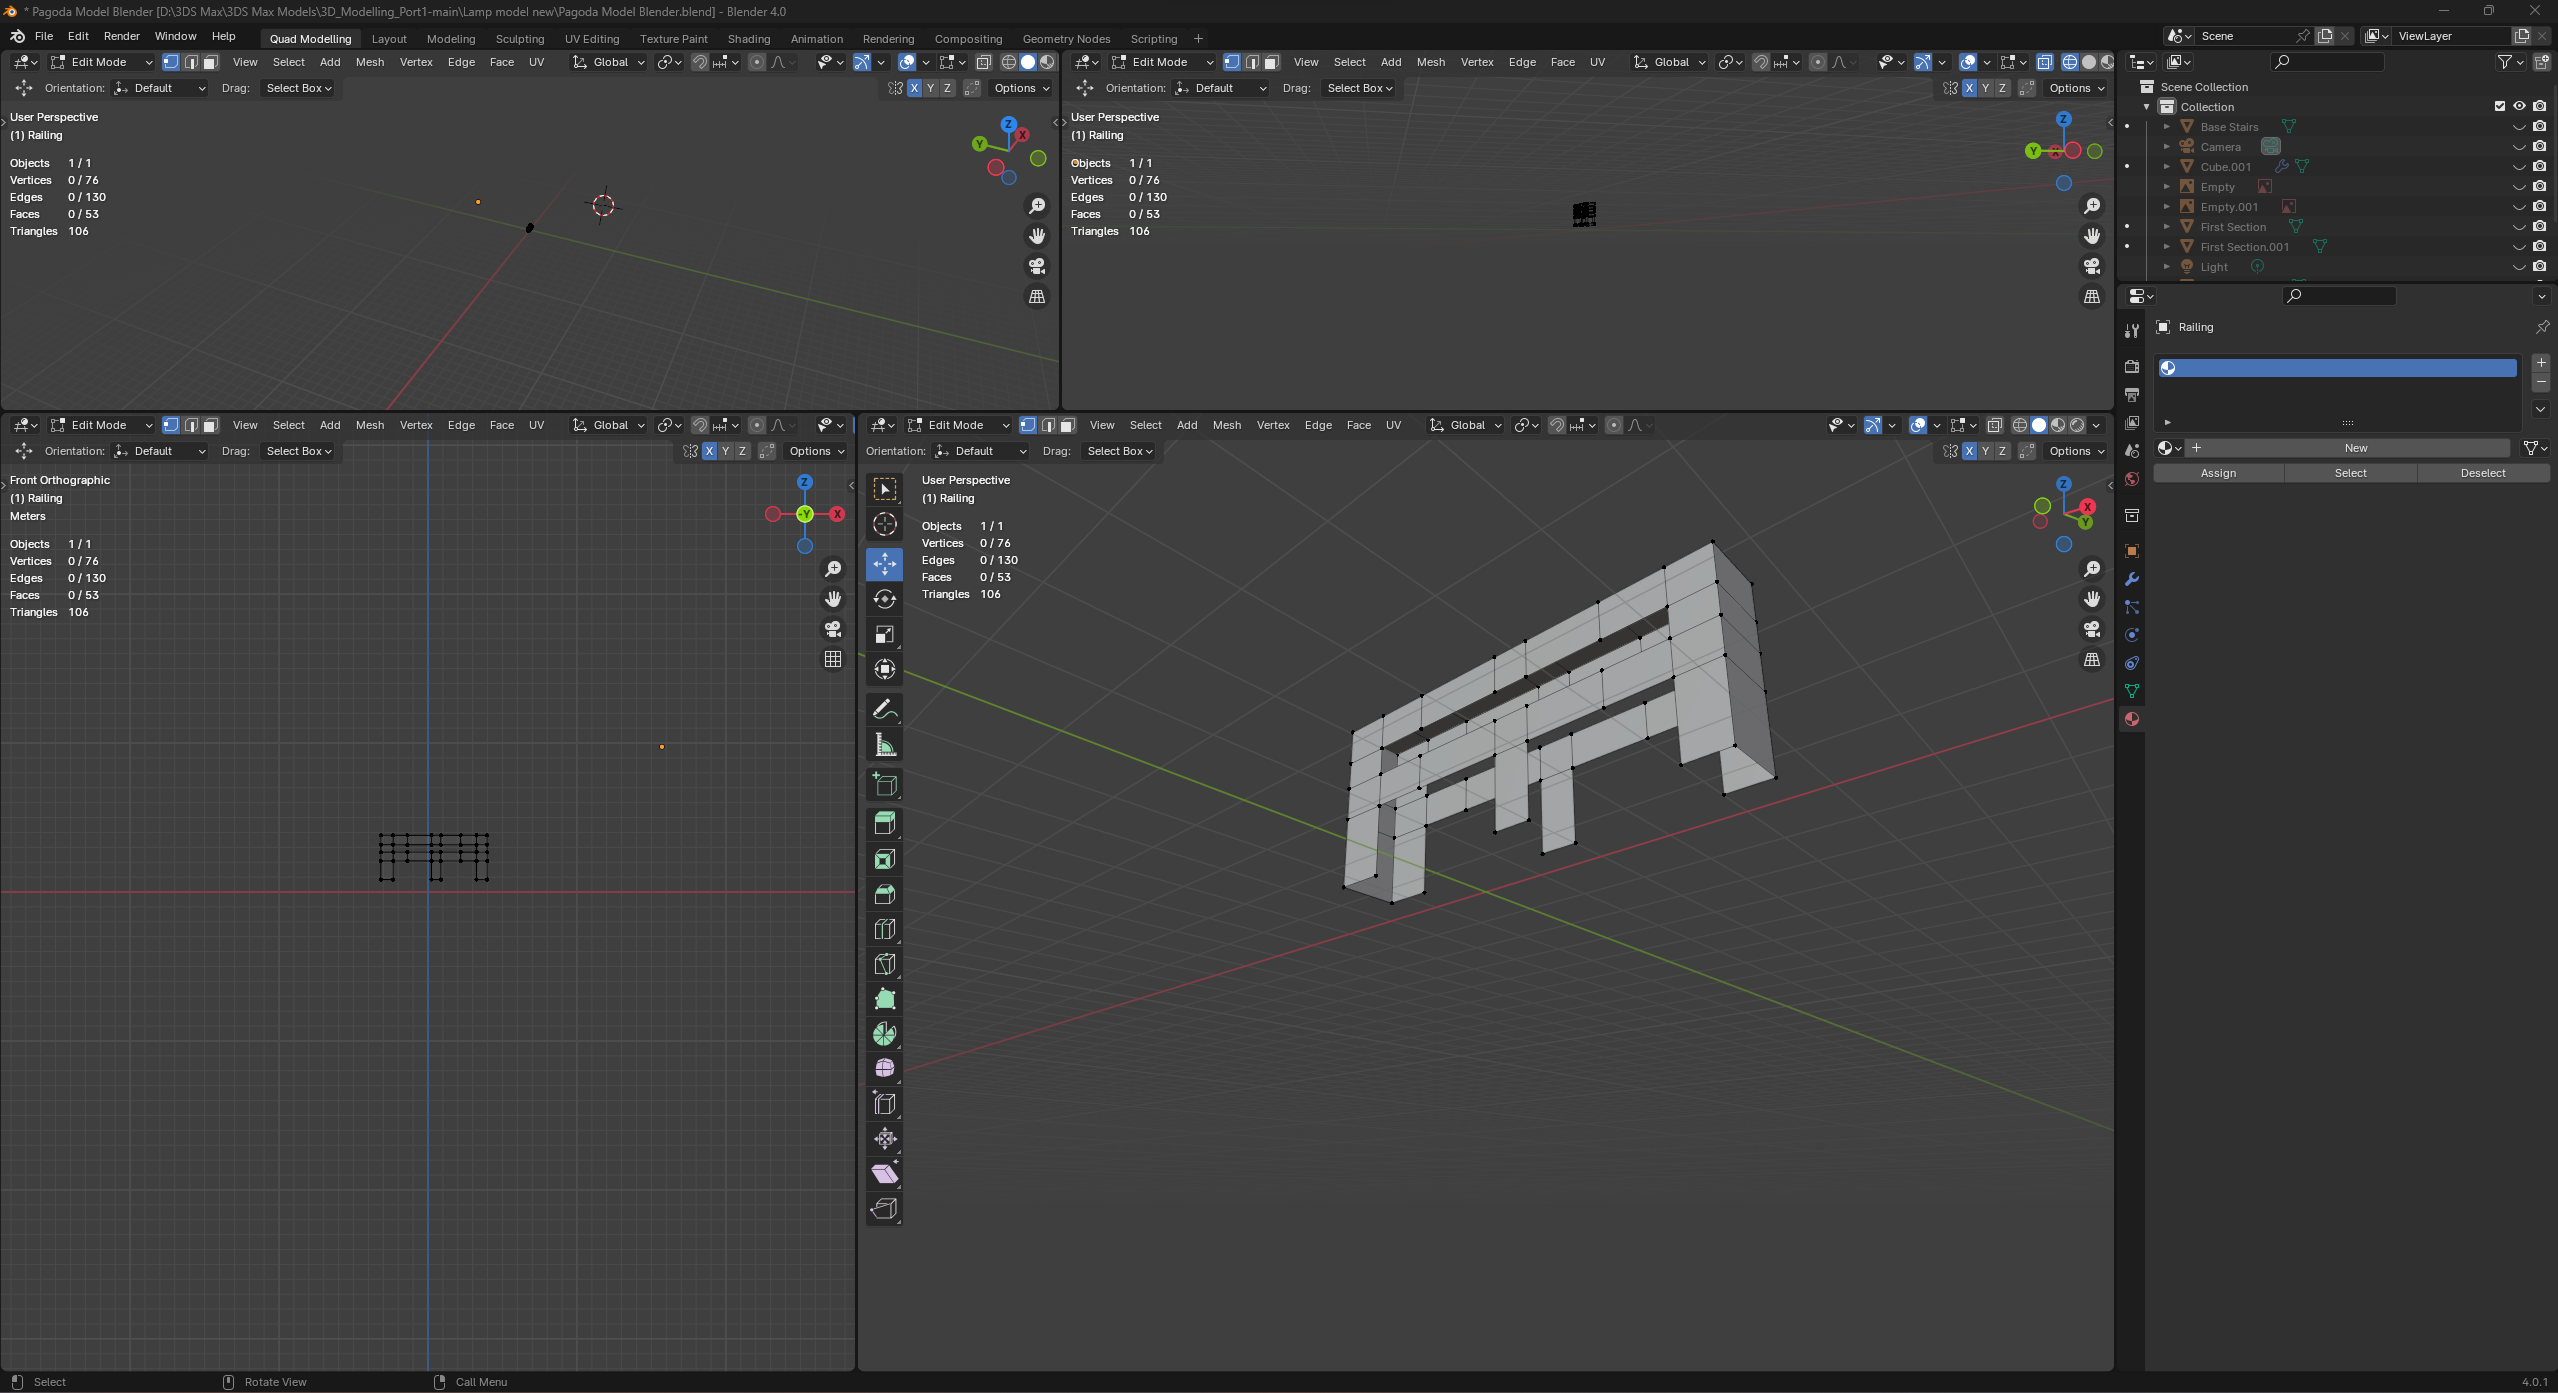 * Pagoda Model Blender [D:\3DS Max\3DS Max Models\3D_Modelling_Port1-main\Lamp model new\Pagoda Model Blender.blend] - Blender 4.0
File Edit Render Window Help Quad Modelling Layout Modeling Sculpting UV Editing Texture Paint Shading Animation Rendering Compositing Geometry Nodes Scripting + Scene ViewLayer
Edit Mode View Select Add Mesh Vertex Edge Face UV Global
Orientation: Default Drag: Select Box X Y Z Options
User Perspective
(1) Railing
Objects 1 / 1
Vertices 0 / 76
Edges 0 / 130
Faces 0 / 53
Triangles 106
Z
X
Y
Edit Mode View Select Add Mesh Vertex Edge Face UV Global
Orientation: Default Drag: Select Box X Y Z Options
User Perspective
(1) Railing
Objects 1 / 1
Vertices 0 / 76
Edges 0 / 130
Faces 0 / 53
Triangles 106
Z
Y X
Scene Collection
Collection
Base Stairs
Camera
Cube.001
Empty
Empty.001
First Section
First Section.001
Light
Railing
New
Assign Select Deselect
Edit Mode View Select Add Mesh Vertex Edge Face UV Global
Orientation: Default Drag: Select Box X Y Z Options
Front Orthographic
(1) Railing
Meters
Objects 1 / 1
Vertices 0 / 76
Edges 0 / 130
Faces 0 / 53
Triangles 106
Z
-Y X
Edit Mode View Select Add Mesh Vertex Edge Face UV Global
Orientation: Default Drag: Select Box X Y Z Options
User Perspective
(1) Railing
Objects 1 / 1
Vertices 0 / 76
Edges 0 / 130
Faces 0 / 53
Triangles 106
Z
X
Y
Select Rotate View Call Menu 4.0.1